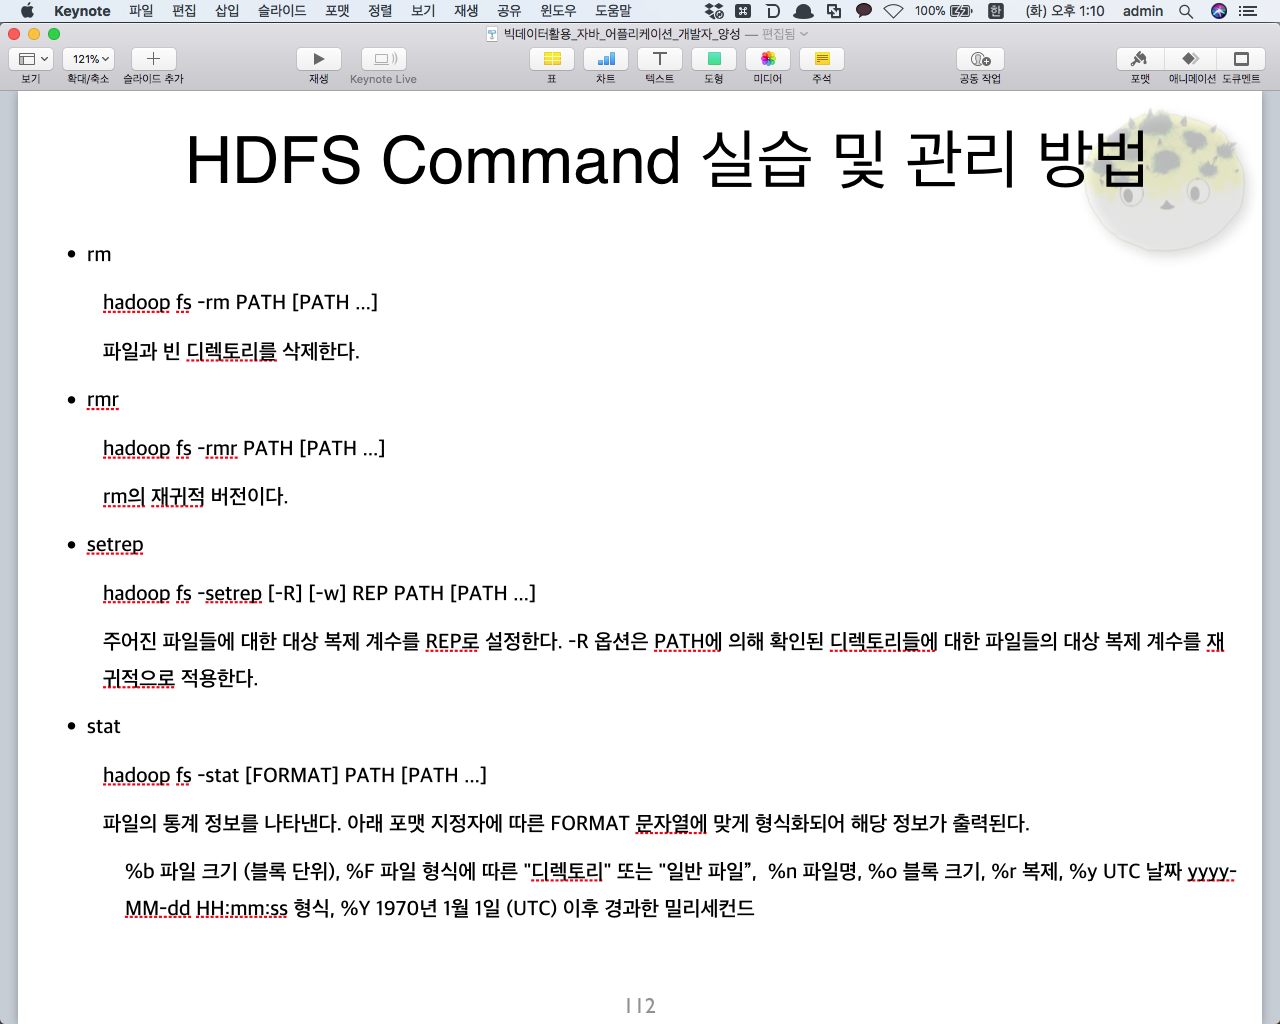 Keynote 파일 편집 삽입 슬라이드 포맷 정렬 보기 재생 공유 윈도우 도움말 100% 한 (화) 오후 1:10 admin
빅데이터활용_자바_어플리케이션_개발자_양성 — 편집됨
121%
보기 확대/축소 슬라이드 추가 재생 Keynote Live 표 차트 텍스트 도형 미디어 주석 공동 작업 포맷 애니메이션 도큐멘트
HDFS Command 실습 및 관리 방법
• rm
hadoop fs -rm PATH [PATH ...]
파일과 빈 디렉토리를 삭제한다.
• rmr
hadoop fs -rmr PATH [PATH ...]
rm의 재귀적 버전이다.
• setrep
hadoop fs -setrep [-R] [-w] REP PATH [PATH ...]
주어진 파일들에 대한 대상 복제 계수를 REP로 설정한다. -R 옵션은 PATH에 의해 확인된 디렉토리들에 대한 파일들의 대상 복제 계수를 재
귀적으로 적용한다.
• stat
hadoop fs -stat [FORMAT] PATH [PATH ...]
파일의 통계 정보를 나타낸다. 아래 포맷 지정자에 따른 FORMAT 문자열에 맞게 형식화되어 해당 정보가 출력된다.
%b 파일 크기 (블록 단위), %F 파일 형식에 따른 "디렉토리" 또는 "일반 파일”, %n 파일명, %o 블록 크기, %r 복제, %y UTC 날짜 yyyy-
MM-dd HH:mm:ss 형식, %Y 1970년 1월 1일 (UTC) 이후 경과한 밀리세컨드
112